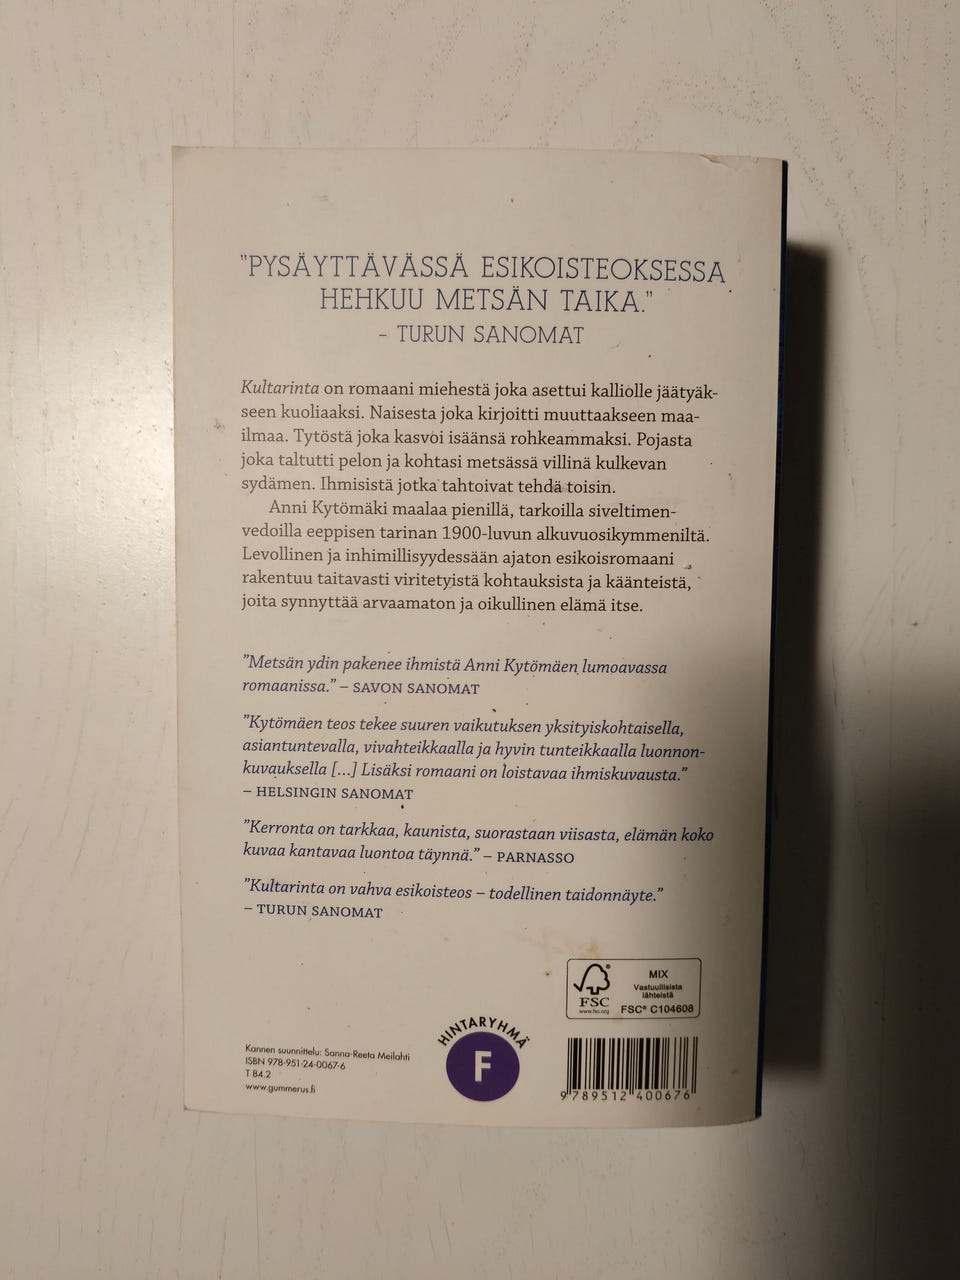 ”PYSÄYTTÄVÄSSÄ ESIKOISTEOKSESSA
HEHKUU METSÄN TAIKA.”
– TURUN SANOMAT
Kultarinta on romaani miehestä joka asettui kalliolle jäätyäk-
seen kuoliaaksi. Naisesta joka kirjoitti muuttaakseen maa-
ilmaa. Tytöstä joka kasvoi isäänsä rohkeammaksi. Pojasta
joka taltutti pelon ja kohtasi metsässä villinä kulkevan
sydämen. Ihmisistä jotka tahtoivat tehdä toisin.
Anni Kytömäki maalaa pienillä, tarkoilla siveltimen-
vedoilla eeppisen tarinan 1900-luvun alkuvuosikymmeniltä.
Levollinen ja inhimillisyydessään ajaton esikoisromaani
rakentuu taitavasti viritetyistä kohtauksista ja käänteistä,
joita synnyttää arvaamaton ja oikullinen elämä itse.
”Metsän ydin pakenee ihmistä Anni Kytömäen lumoavassa
romaanissa.” – SAVON SANOMAT
”Kytömäen teos tekee suuren vaikutuksen yksityiskohtaisella,
asiantuntevalla, vivahteikkaalla ja hyvin tunteikkaalla luonnon-
kuvauksella [...] Lisäksi romaani on loistavaa ihmiskuvausta.”
– HELSINGIN SANOMAT
”Kerronta on tarkkaa, kaunista, suorastaan viisasta, elämän koko
kuvaa kantavaa luontoa täynnä.” – PARNASSO
”Kultarinta on vahva esikoisteos – todellinen taidonnäyte.”
– TURUN SANOMAT
FSC
www.fsc.org
MIX
Vastuullisista
lähteistä
FSC® C104608
Kannen suunnittelu: Sanna-Reeta Meilahti
ISBN 978-951-24-0067-6
T 84.2
www.gummerus.fi
HINTARYHMÄ
F
9 789512 400676